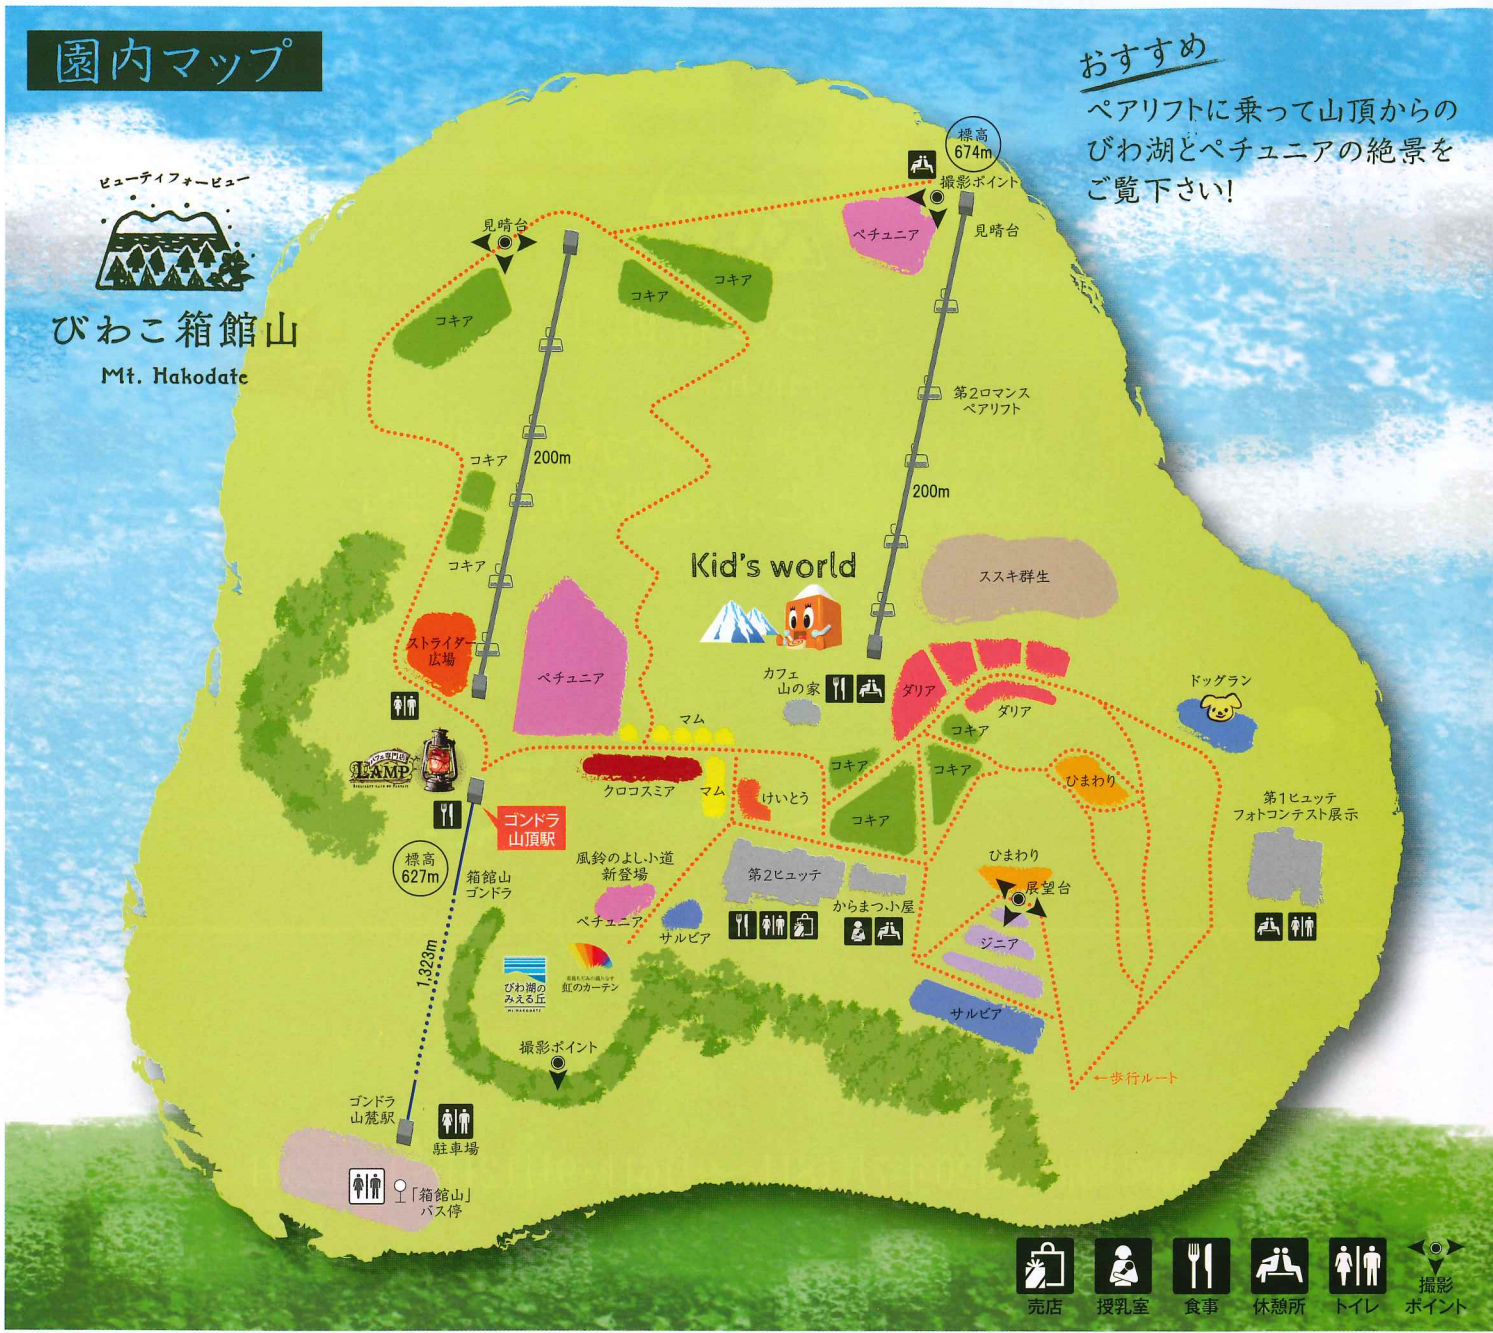 園内マップ
おすすめ
ペアリフトに乗って山頂からの
びわ湖とペチュニアの絶景を
ご覧下さい!
ビューティフォービュー
びわこ箱館山
Mt. Hakodate
標高
674m
撮影ポイント
見晴台
ペチュニア
見晴台
コキア
コキア
コキア
第2ロマンス
ペアリフト
コキア
200m
200m
コキア
Kid's world
ススキ群生
ストライダー
広場
ペチュニア
カフェ
山の家
ダリア
ダリア
ドッグラン
マム
コキア
パフェ専門店
LAMP
クロコスミア
マム
けいとう
コキア
コキア
コキア
ひまわり
第1ヒュッテ
フォトコンテスト展示
ゴンドラ
山頂駅
標高
627m
箱館山
ゴンドラ
風鈴のよし小道
新登場
ペチュニア
サルビア
第2ヒュッテ
からまつ小屋
ひまわり
展望台
ジニア
サルビア
1,323m
びわ湖の
みえる丘
MT.HAKODATE
虹のカーテン
撮影ポイント
←歩行ルート
ゴンドラ
山麓駅
駐車場
「箱館山」
バス停
売店
授乳室
食事
休憩所
トイレ
撮影
ポイント